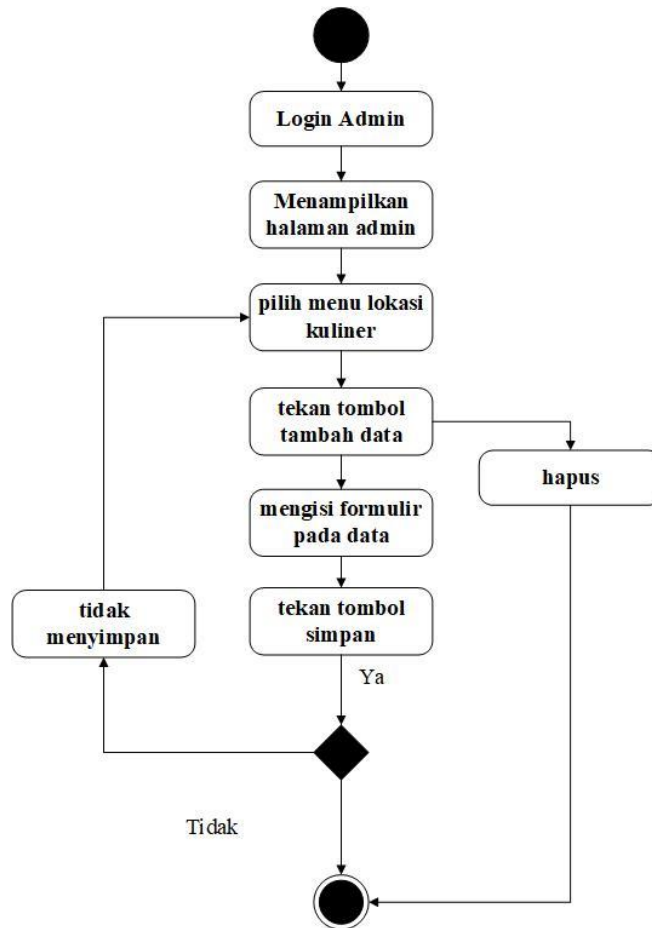 Login Admin
Menampilkan
halaman admin
pilih menu lokasi
kuliner
tekan tombol
tambah data
hapus
mengisi formulir
pada data
tekan tombol
simpan
tidak
menyimpan
Ya
Tidak